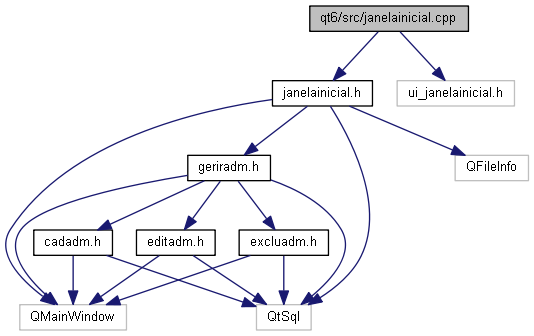 qt6/src/janelainicial.cpp
janelainicial.h
ui_janelainicial.h
geriradm.h
QFileInfo
cadadm.h
editadm.h
excluadm.h
QMainWindow
QtSql